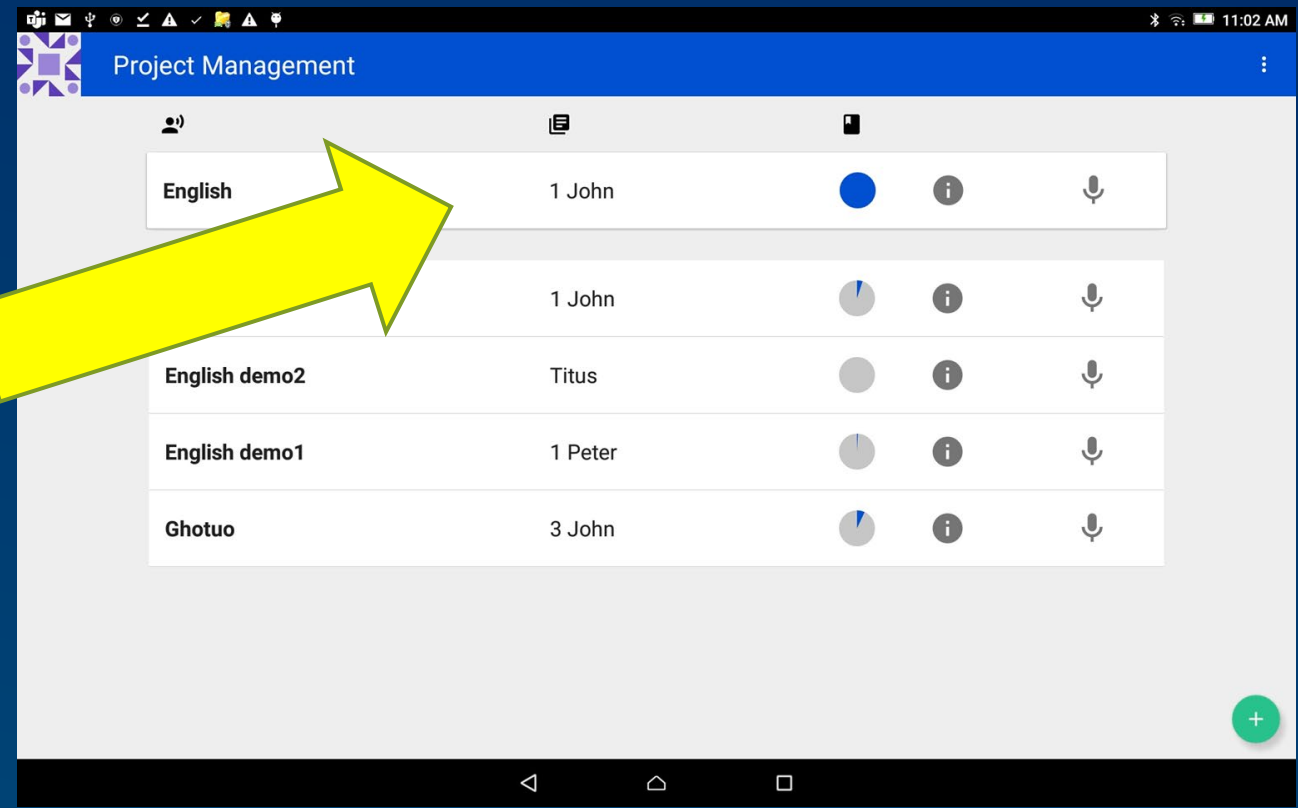 11:02 AM
Project Management
English 1 John
1 John
English demo2 Titus
English demo1 1 Peter
Ghotuo 3 John